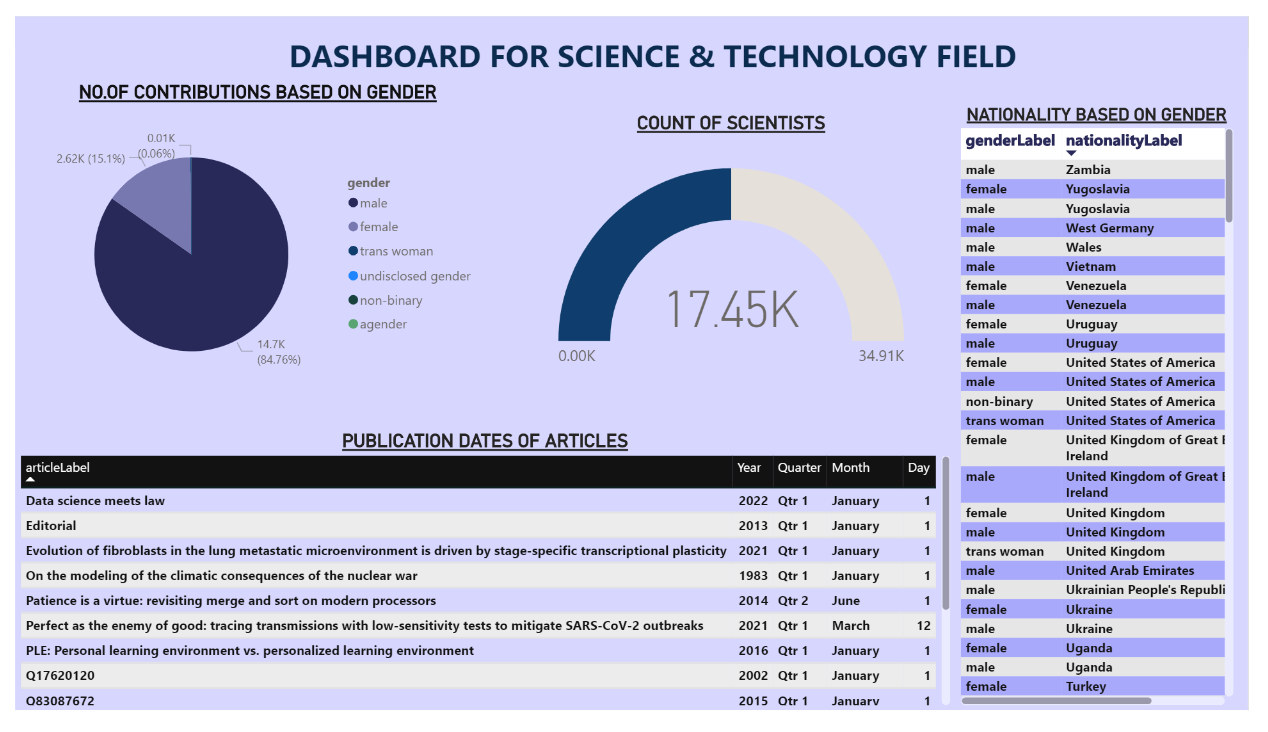 DASHBOARD FOR SCIENCE & TECHNOLOGY FIELD
NO.OF CONTRIBUTIONS BASED ON GENDER
0.01K
(0.06%)
2.62K (15.1%)
14.7K
(84.76%)
gender
male
female
trans woman
undisclosed gender
non-binary
agender
COUNT OF SCIENTISTS
17.45K
0.00K
34.91K
NATIONALITY BASED ON GENDER
genderLabel nationalityLabel
male Zambia
female Yugoslavia
male Yugoslavia
male West Germany
male Wales
male Vietnam
female Venezuela
male Venezuela
female Uruguay
male Uruguay
female United States of America
male United States of America
non-binary United States of America
trans woman United States of America
female United Kingdom of Great
Ireland
male United Kingdom of Great
Ireland
female United Kingdom
male United Kingdom
trans woman United Kingdom
male United Arab Emirates
male Ukrainian People's Republi
female Ukraine
male Ukraine
female Uganda
male Uganda
female Turkey
PUBLICATION DATES OF ARTICLES
articleLabel Year Quarter Month Day
Data science meets law 2022 Qtr 1 January 1
Editorial 2013 Qtr 1 January 1
Evolution of fibroblasts in the lung metastatic microenvironment is driven by stage-specific transcriptional plasticity 2021 Qtr 1 January 1
On the modeling of the climatic consequences of the nuclear war 1983 Qtr 1 January 1
Patience is a virtue: revisiting merge and sort on modern processors 2014 Qtr 2 June 1
Perfect as the enemy of good: tracing transmissions with low-sensitivity tests to mitigate SARS-CoV-2 outbreaks 2021 Qtr 1 March 12
PLE: Personal learning environment vs. personalized learning environment 2016 Qtr 1 January 1
Q17620120 2002 Qtr 1 January 1
Q83087672 2015 Qtr 1 January 1